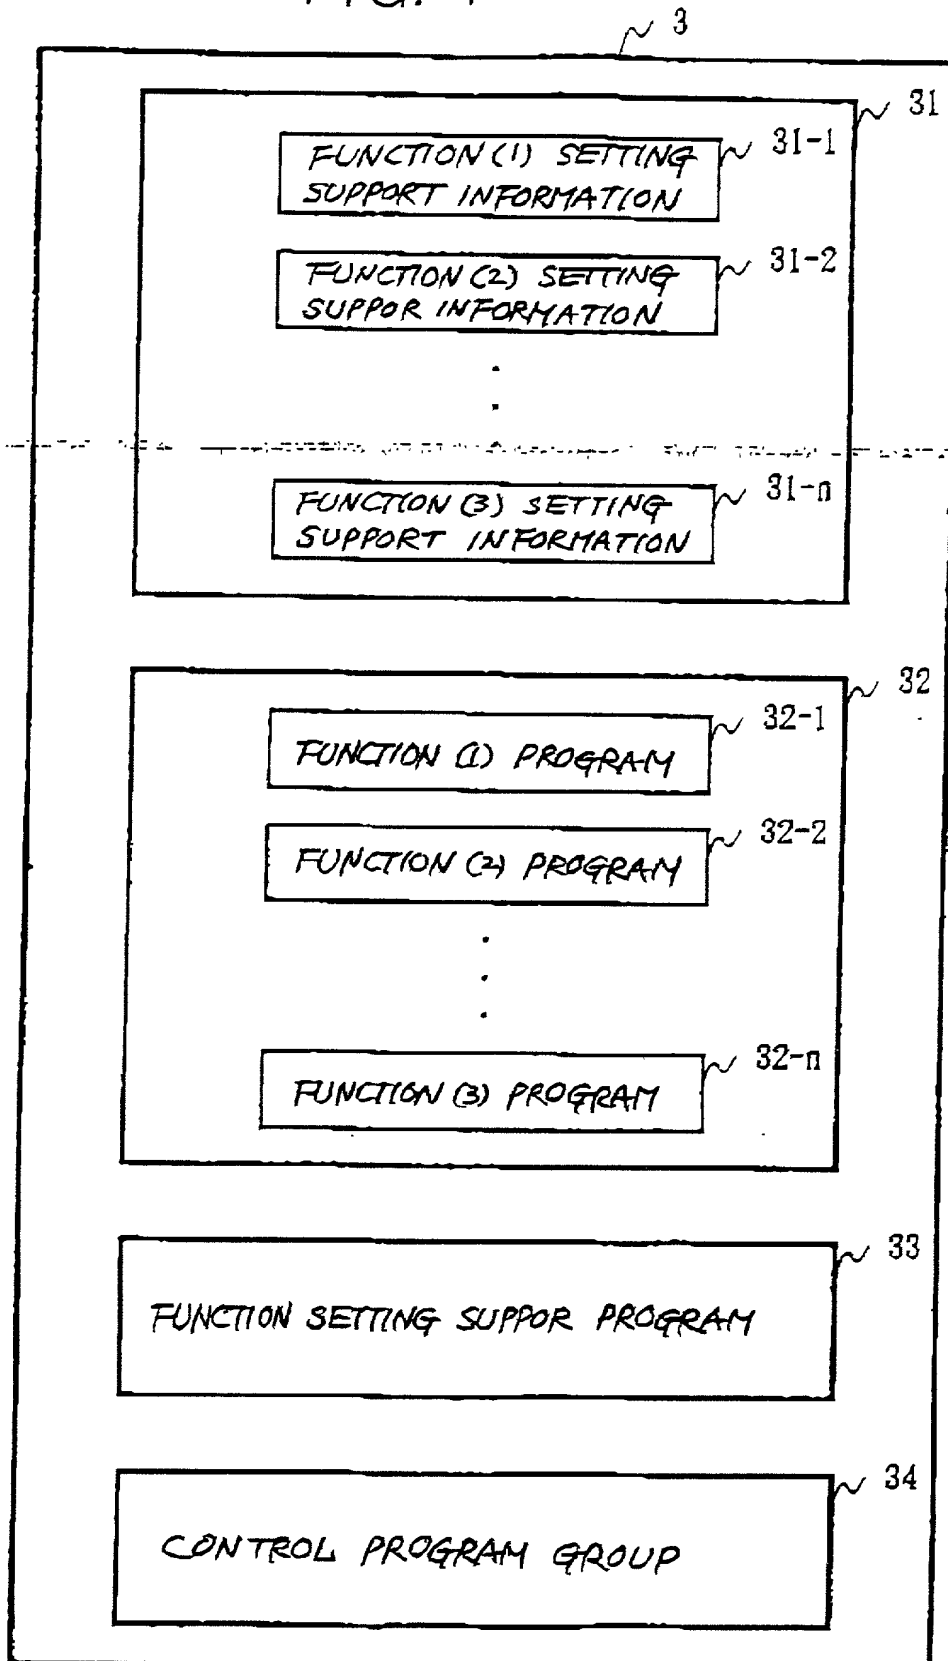 3
31
FUNCTION (1) SETTING
SUPPORT INFORMATION
31-1
FUNCTION (2) SETTING
SUPPOR INFORMATION
31-2
FUNCTION (3) SETTING
SUPPORT INFORMATION
31-n
32
FUNCTION (1) PROGRAM
32-1
FUNCTION (2) PROGRAM
32-2
FUNCTION (3) PROGRAM
32-n
33
FUNCTION SETTING SUPPOR PROGRAM
34
CONTROL PROGRAM GROUP